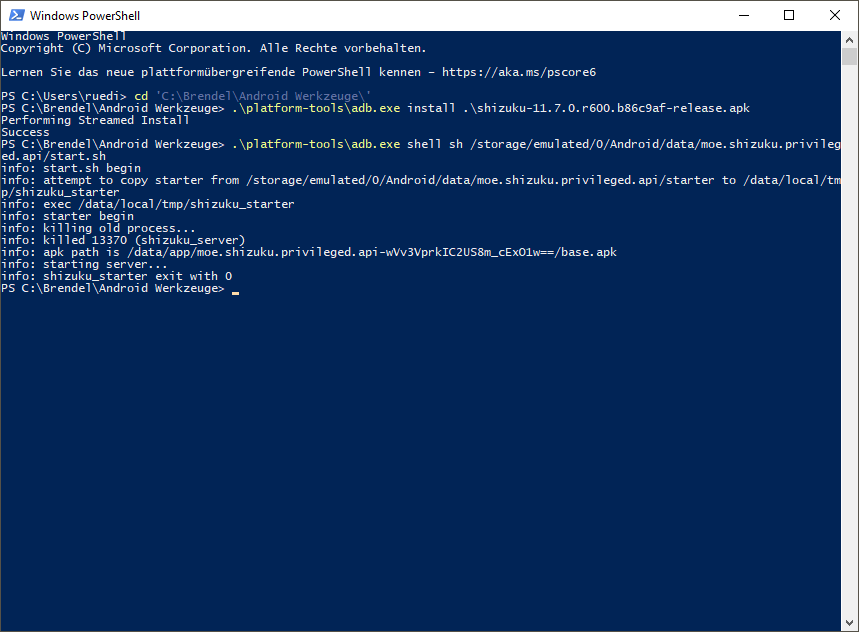 Windows PowerShell
Windows PowerShell
Copyright (C) Microsoft Corporation. Alle Rechte vorbehalten.
Lernen Sie das neue plattformübergreifende PowerShell kennen – https://aka.ms/pscore6
PS C:\Users\ruedi> cd 'C:\Brendel\Android Werkzeuge\'
PS C:\Brendel\Android Werkzeuge> .\platform-tools\adb.exe install .\shizuku-11.7.0.r600.b86c9af-release.apk
Performing Streamed Install
Success
PS C:\Brendel\Android Werkzeuge> .\platform-tools\adb.exe shell sh /storage/emulated/0/Android/data/moe.shizuku.privileg
ed.api/start.sh
info: start.sh begin
info: attempt to copy starter from /storage/emulated/0/Android/data/moe.shizuku.privileged.api/starter to /data/local/tm
p/shizuku_starter
info: exec /data/local/tmp/shizuku_starter
info: starter begin
info: killing old process...
info: killed 13370 (shizuku_server)
info: apk path is /data/app/moe.shizuku.privileged.api-wVv3VprkIC2US8m_cExO1w==/base.apk
info: starting server...
info: shizuku_starter exit with 0
PS C:\Brendel\Android Werkzeuge>